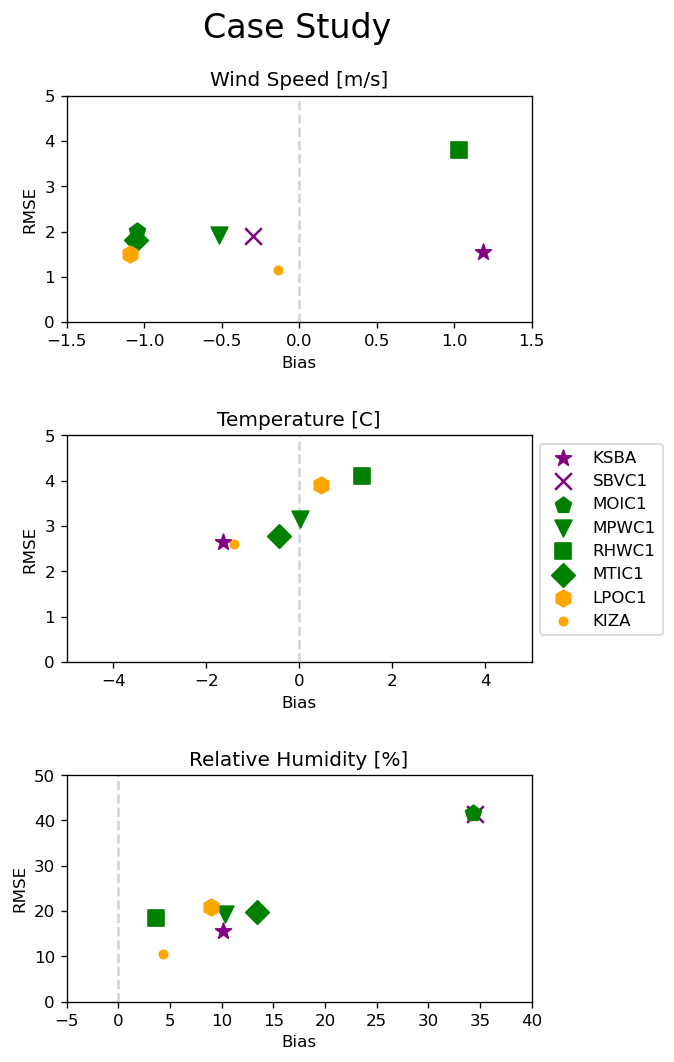 Case Study
Wind Speed [m/s]
5
4
3
2
1
0
RMSE
−1.5 −1.0 −0.5 0.0 0.5 1.0 1.5
Bias
Temperature [C]
5
4
3
2
1
0
RMSE
−4 −2 0 2 4
Bias
KSBA
SBVC1
MOIC1
MPWC1
RHWC1
MTIC1
LPOC1
KIZA
Relative Humidity [%]
50
40
30
20
10
0
RMSE
−5 0 5 10 15 20 25 30 35 40
Bias